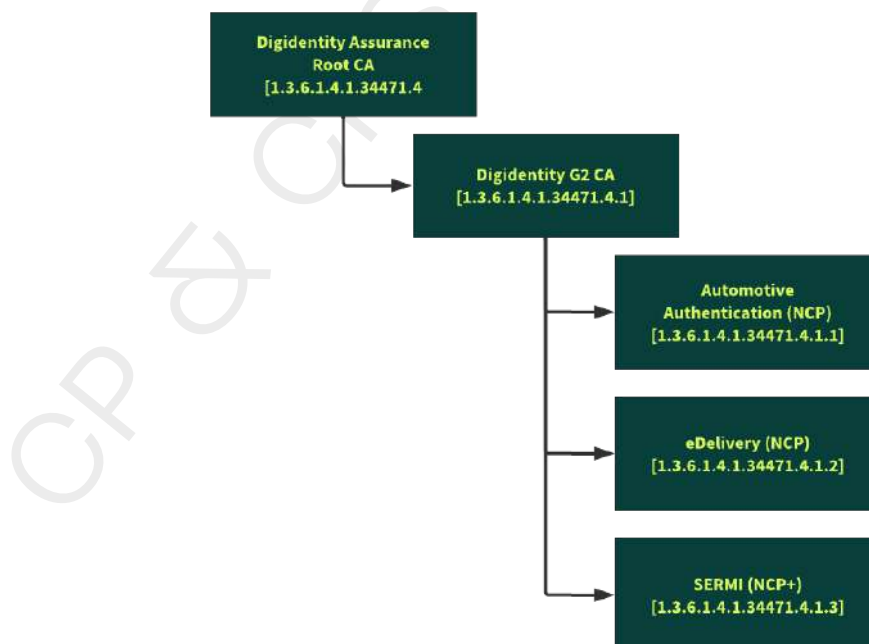 Digidentity Assurance
Root CA
[1.3.6.1.4.1.34471.4
Digidentity G2 CA
[1.3.6.1.4.1.34471.4.1]
Automotive
Authentication (NCP)
[1.3.6.1.4.1.34471.4.1.1]
eDelivery (NCP)
[1.3.6.1.4.1.34471.4.1.2]
SERMI (NCP+)
[1.3.6.1.4.1.34471.4.1.3]
CP & C